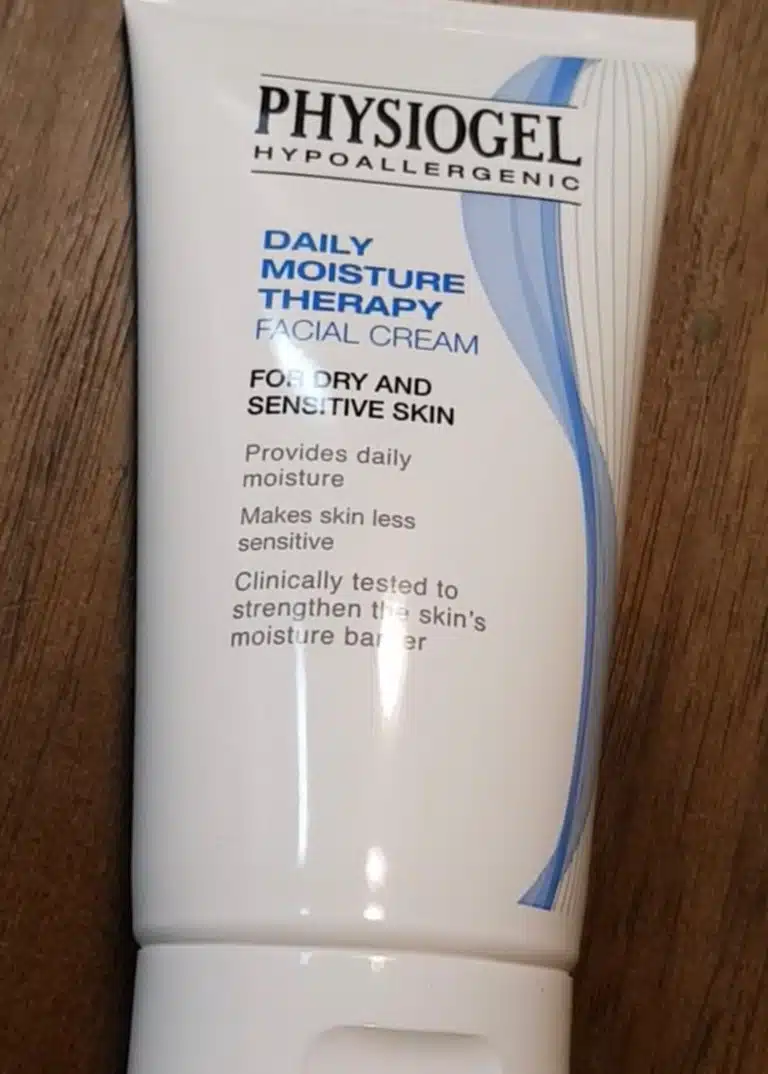 PHYSIOGEL
HYPOALLERGENIC
DAILY
MOISTURE
THERAPY
FACIAL CREAM
FOR DRY AND
SENSITIVE SKIN
Provides daily
moisture
Makes skin less
sensitive
Clinically tested to
strengthen the skin's
moisture barrier